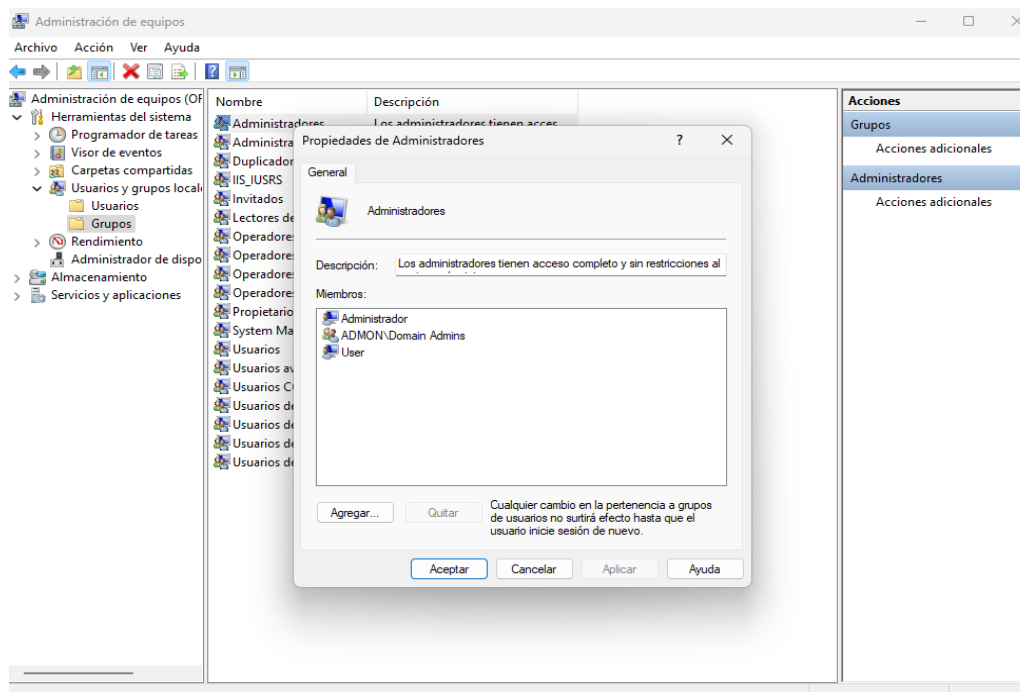 Administración de equipos
Archivo Acción Ver Ayuda
Administración de equipos (OF
Herramientas del sistema
Programador de tareas
Visor de eventos
Carpetas compartidas
Usuarios y grupos local
Usuarios
Grupos
Rendimiento
Administrador de dispo
Almacenamiento
Servicios y aplicaciones
Nombre Descripción
Administradores Los administradores tienen acces
Administra
Duplicador
IIS_IUSRS
Invitados
Lectores de
Operadore
Operadore
Operadore
Operadore
Propietario
System Ma
Usuarios
Usuarios av
Usuarios C
Usuarios de
Usuarios de
Usuarios de
Usuarios de
Propiedades de Administradores ?
General
Administradores
Descripción: Los administradores tienen acceso completo y sin restricciones al
Miembros:
Administrador
ADMON\Domain Admins
User
Agregar... Quitar
Cualquier cambio en la pertenencia a grupos
de usuarios no surtirá efecto hasta que el
usuario inicie sesión de nuevo.
Aceptar Cancelar Aplicar Ayuda
Acciones
Grupos
Acciones adicionales
Administradores
Acciones adicionales